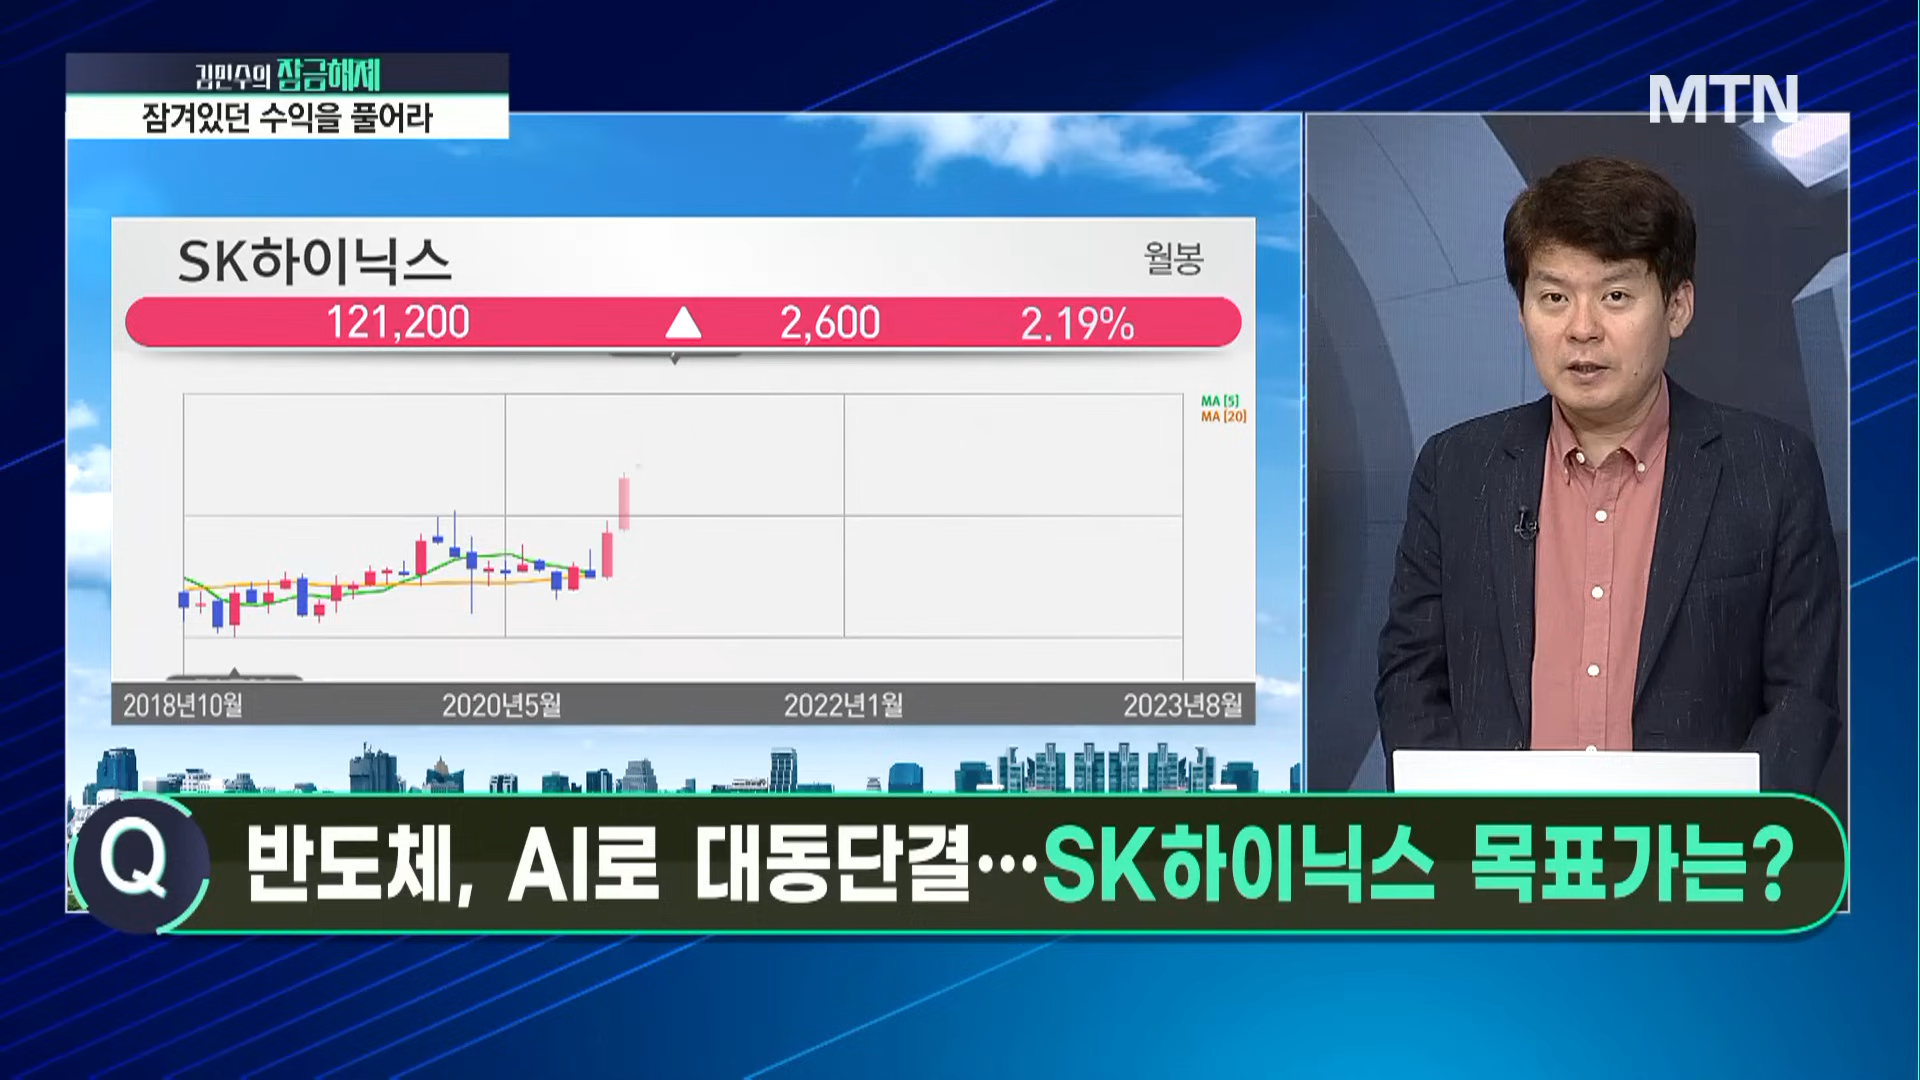 김민수의 잠금해제
잠겨있던 수익을 풀어라
MTN
SK하이닉스
월봉
121,200 ▲ 2,600 2.19%
MA [5]
MA [20]
2018년10월 2020년5월 2022년1월 2023년8월
Q 반도체, AI로 대동단결…SK하이닉스 목표가는?